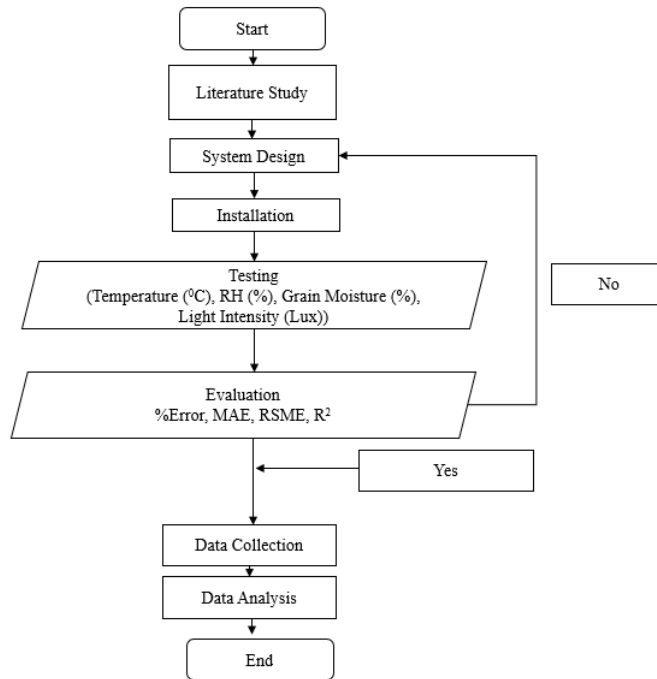 Start
Literature Study
System Design
Installation
Testing
(Temperature (⁰C), RH (%), Grain Moisture (%),
Light Intensity (Lux))
No
Evaluation
%Error, MAE, RSME, R²
Yes
Data Collection
Data Analysis
End